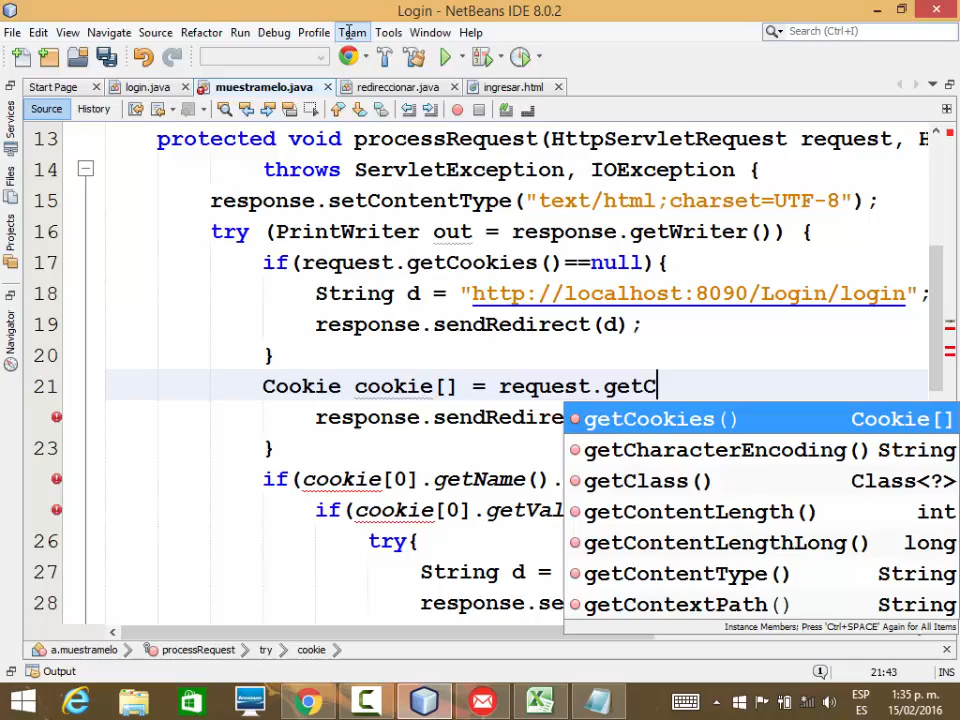 Login - NetBeans IDE 8.0.2
File Edit View Navigate Source Refactor Run Debug Profile Team Tools Window Help
Search (Ctrl+I)
Start Page login.java muestramelo.java redireccionar.java ingresar.html
Source History
Services
Files
Projects
Navigator
13 protected void processRequest(HttpServletRequest request, H
14 throws ServletException, IOException {
15 response.setContentType("text/html;charset=UTF-8");
16 try (PrintWriter out = response.getWriter()) {
17 if(request.getCookies()==null){
18 String d = "http://localhost:8090/Login/login";
19 response.sendRedirect(d);
20 }
21 Cookie cookie[] = request.getC
response.sendRedire
23 }
if(cookie[0].getName().
if(cookie[0].getVal
26 try{
27 String d =
28 response.se
getCookies() Cookie[]
getCharacterEncoding() String
getClass() Class<?>
getContentLength() int
getContentLengthLong() long
getContentType() String
getContextPath() String
Instance Members; Press 'Ctrl+SPACE' Again for All Items
a.muestramelo processRequest try cookie
Output
1
21:43 INS
ESP
ES
1:35 p. m.
15/02/2016